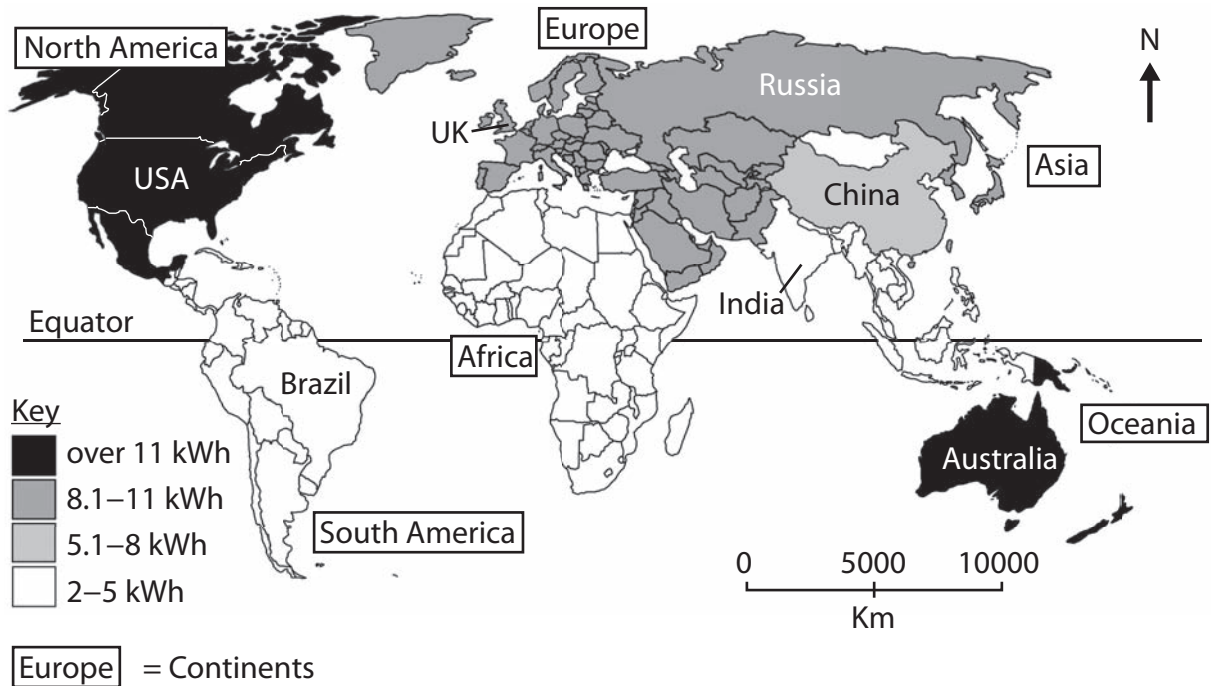 North America
Europe
N
Russia
UK
USA
Asia
China
India
Equator
Africa
Brazil
Key
over 11 kWh
8.1–11 kWh
5.1–8 kWh
2–5 kWh
Oceania
Australia
South America
0 5000 10000
Km
Europe = Continents